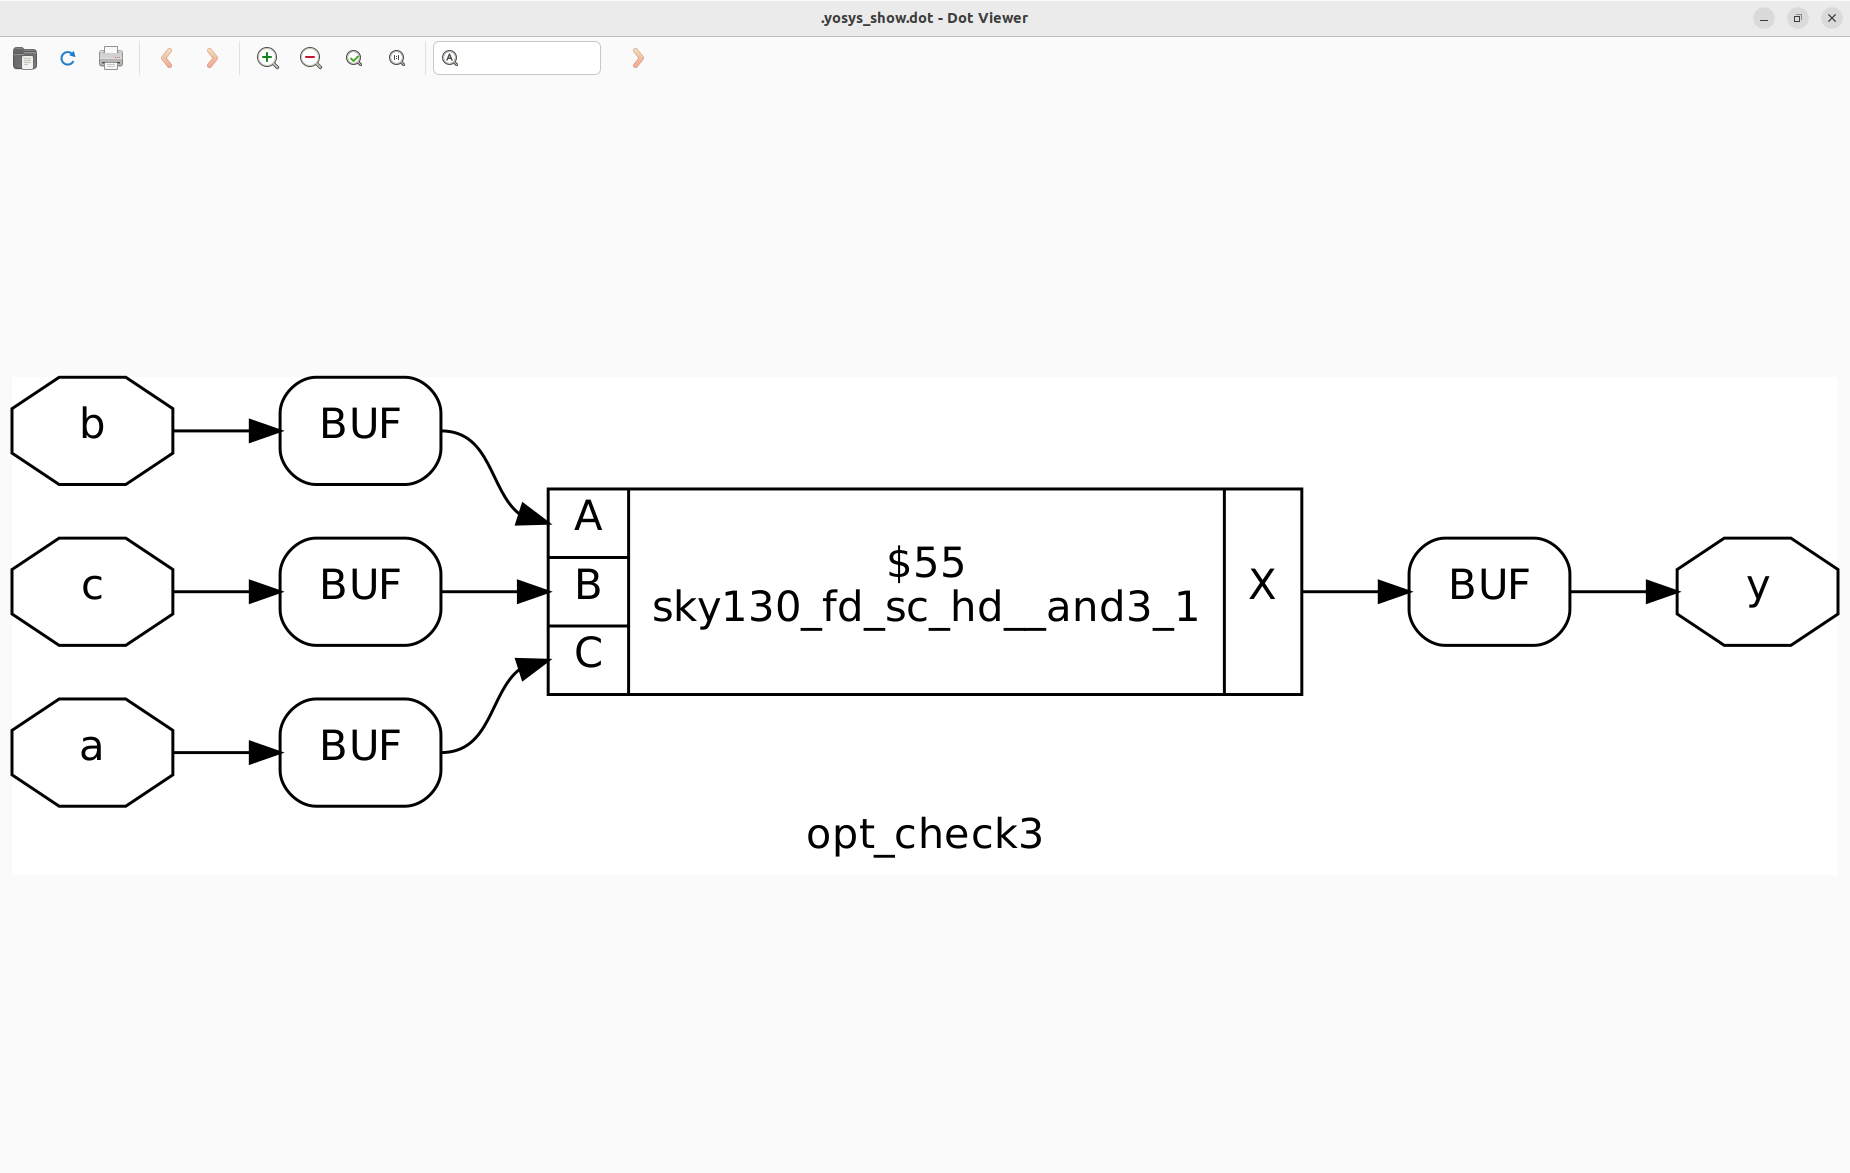 .yosys_show.dot - Dot Viewer
b
BUF
A
$55
sky130_fd_sc_hd__and3_1
c
BUF
B
X
BUF
y
C
a
BUF
opt_check3